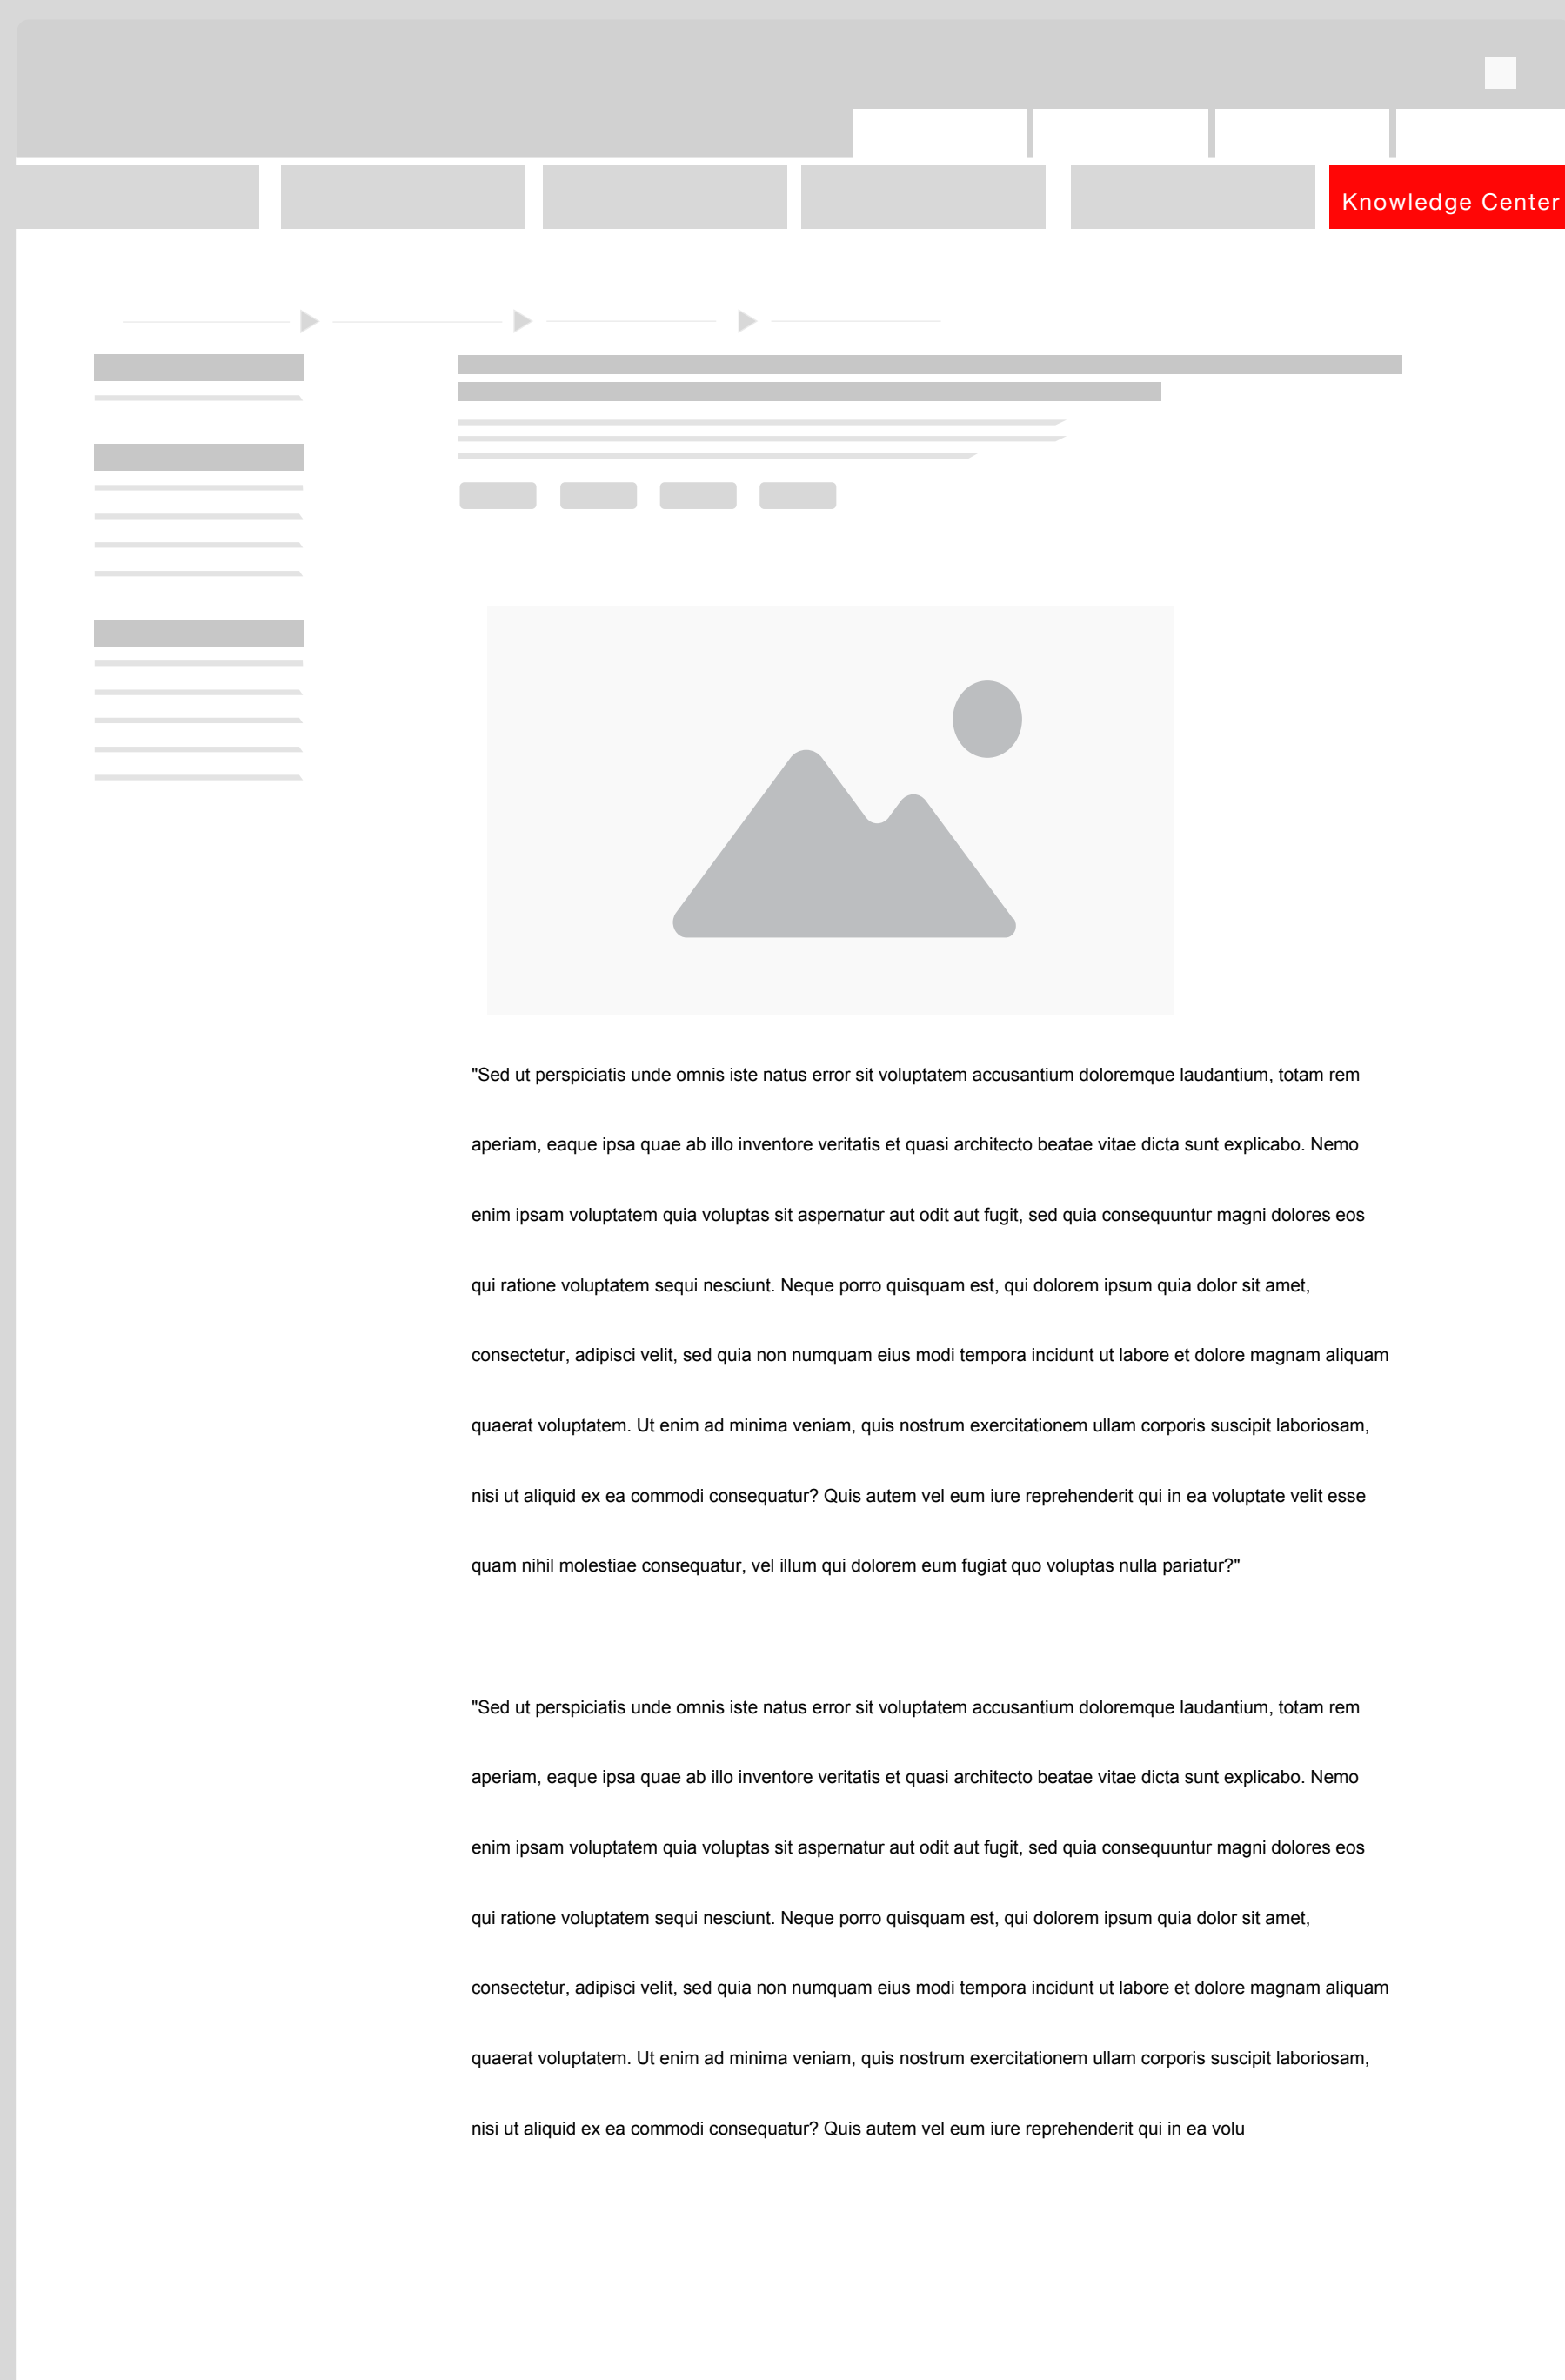 Knowledge Center
"Sed ut perspiciatis unde omnis iste natus error sit voluptatem accusantium doloremque laudantium, totam rem
aperiam, eaque ipsa quae ab illo inventore veritatis et quasi architecto beatae vitae dicta sunt explicabo. Nemo
enim ipsam voluptatem quia voluptas sit aspernatur aut odit aut fugit, sed quia consequuntur magni dolores eos
qui ratione voluptatem sequi nesciunt. Neque porro quisquam est, qui dolorem ipsum quia dolor sit amet,
consectetur, adipisci velit, sed quia non numquam eius modi tempora incidunt ut labore et dolore magnam aliquam
quaerat voluptatem. Ut enim ad minima veniam, quis nostrum exercitationem ullam corporis suscipit laboriosam,
nisi ut aliquid ex ea commodi consequatur? Quis autem vel eum iure reprehenderit qui in ea voluptate velit esse
quam nihil molestiae consequatur, vel illum qui dolorem eum fugiat quo voluptas nulla pariatur?"
"Sed ut perspiciatis unde omnis iste natus error sit voluptatem accusantium doloremque laudantium, totam rem
aperiam, eaque ipsa quae ab illo inventore veritatis et quasi architecto beatae vitae dicta sunt explicabo. Nemo
enim ipsam voluptatem quia voluptas sit aspernatur aut odit aut fugit, sed quia consequuntur magni dolores eos
qui ratione voluptatem sequi nesciunt. Neque porro quisquam est, qui dolorem ipsum quia dolor sit amet,
consectetur, adipisci velit, sed quia non numquam eius modi tempora incidunt ut labore et dolore magnam aliquam
quaerat voluptatem. Ut enim ad minima veniam, quis nostrum exercitationem ullam corporis suscipit laboriosam,
nisi ut aliquid ex ea commodi consequatur? Quis autem vel eum iure reprehenderit qui in ea volu